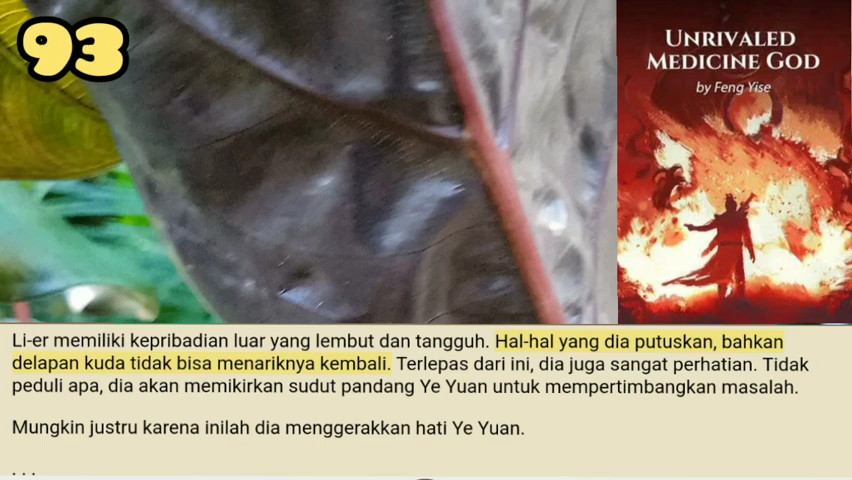 93
UNRIVALED
MEDICINE GOD
by Feng Yise
Li-er memiliki kepribadian luar yang lembut dan tangguh. Hal-hal yang dia putuskan, bahkan
delapan kuda tidak bisa menariknya kembali. Terlepas dari ini, dia juga sangat perhatian. Tidak
peduli apa, dia akan memikirkan sudut pandang Ye Yuan untuk mempertimbangkan masalah.
Mungkin justru karena inilah dia menggerakkan hati Ye Yuan.
. . .